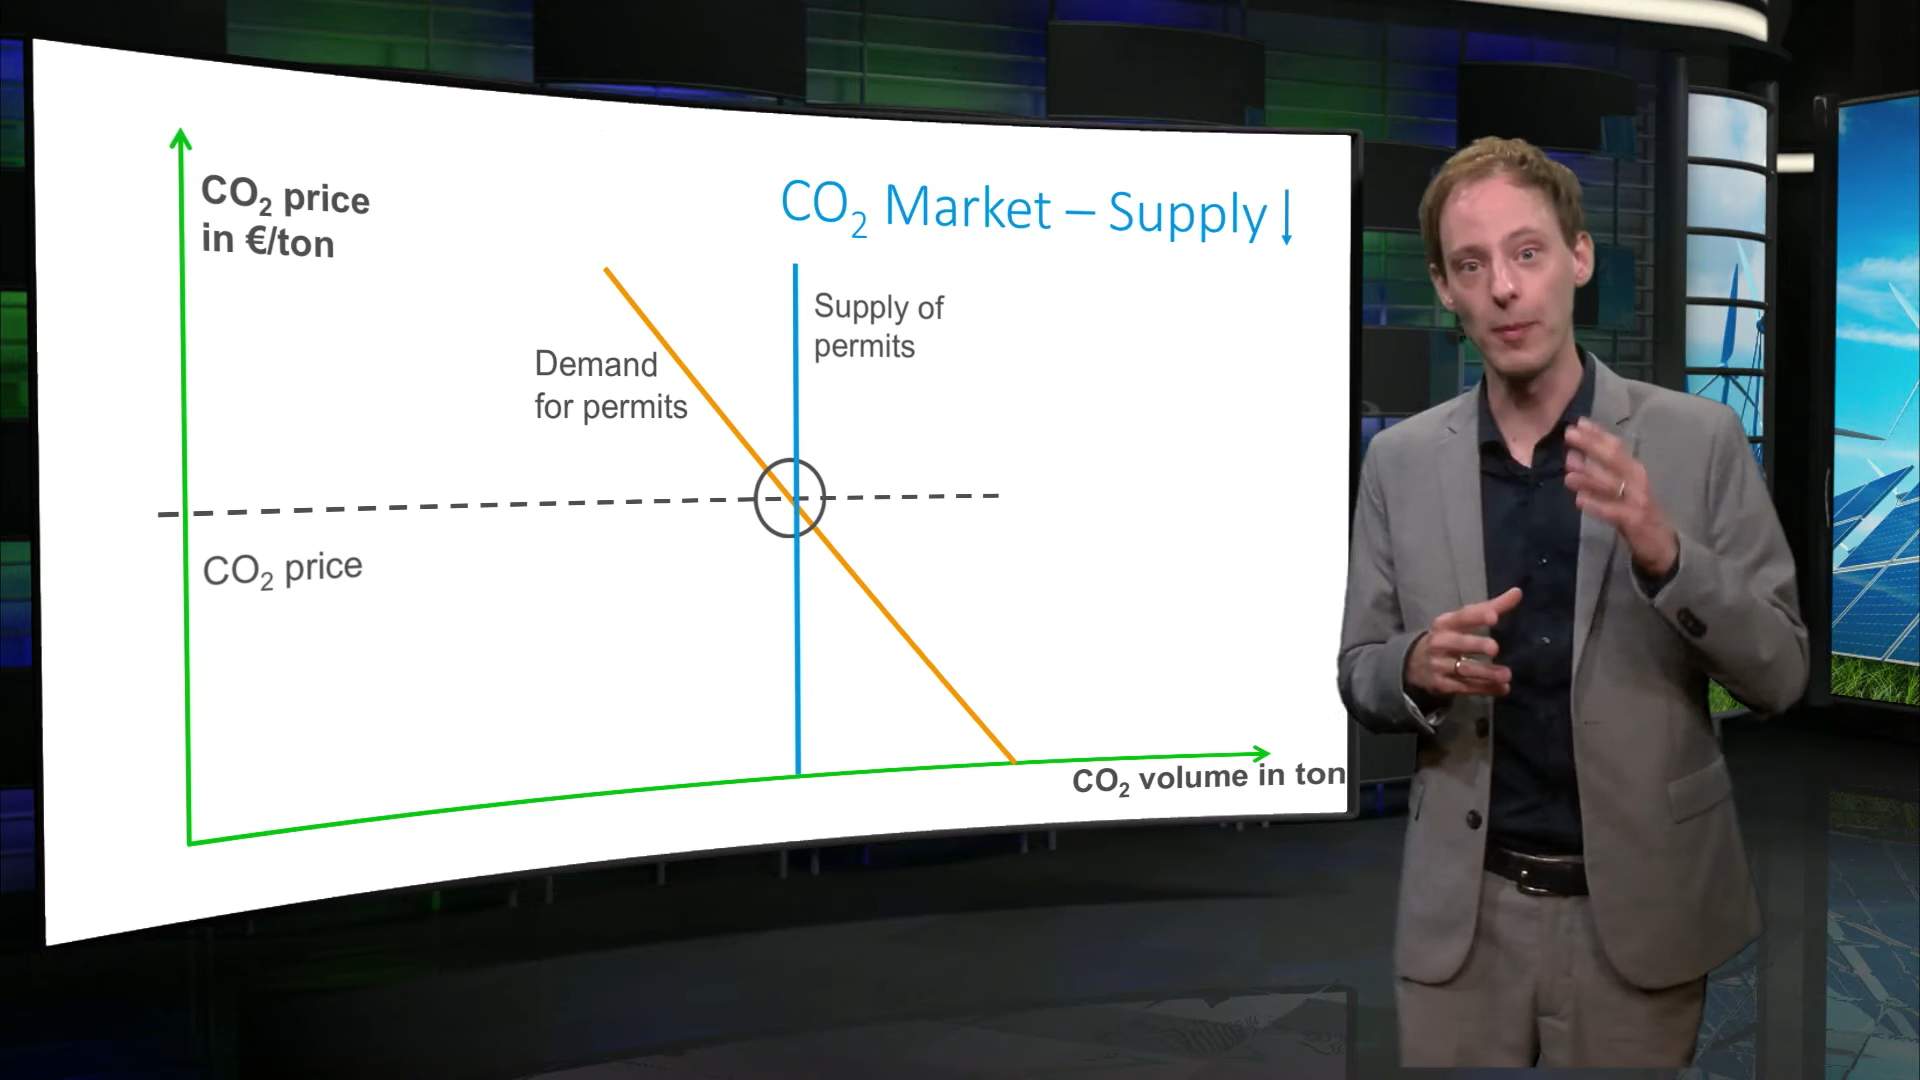 CO₂ price
in €/ton
CO₂ Market – Supply↓
Supply of
permits
Demand
for permits
CO₂ price
CO₂ volume in ton